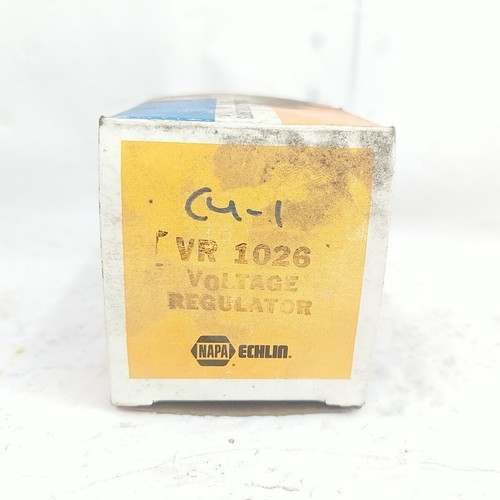 C4-1
VR 1026
VOLTAGE
REGULATOR
NAPA ECHLIN.